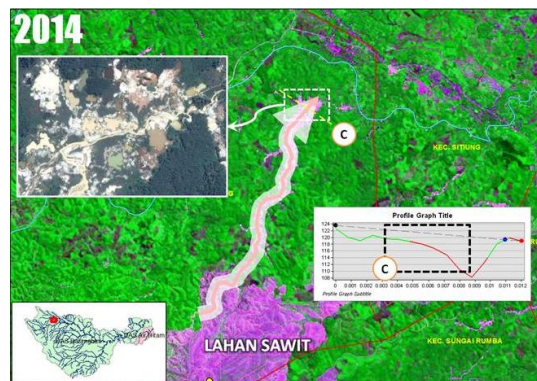 2014
C
KEC. SITIUNG
Profile Graph Title
124
122
120
118
116
114
112
110
108
C
0 0.001 0.002 0.003 0.004 0.005 0.006 0.007 0.008 0.009 0.01 0.011 0.012
Profile Graph Subtitle
LAHAN SAWIT
KEC. SUNGAI RUMBA